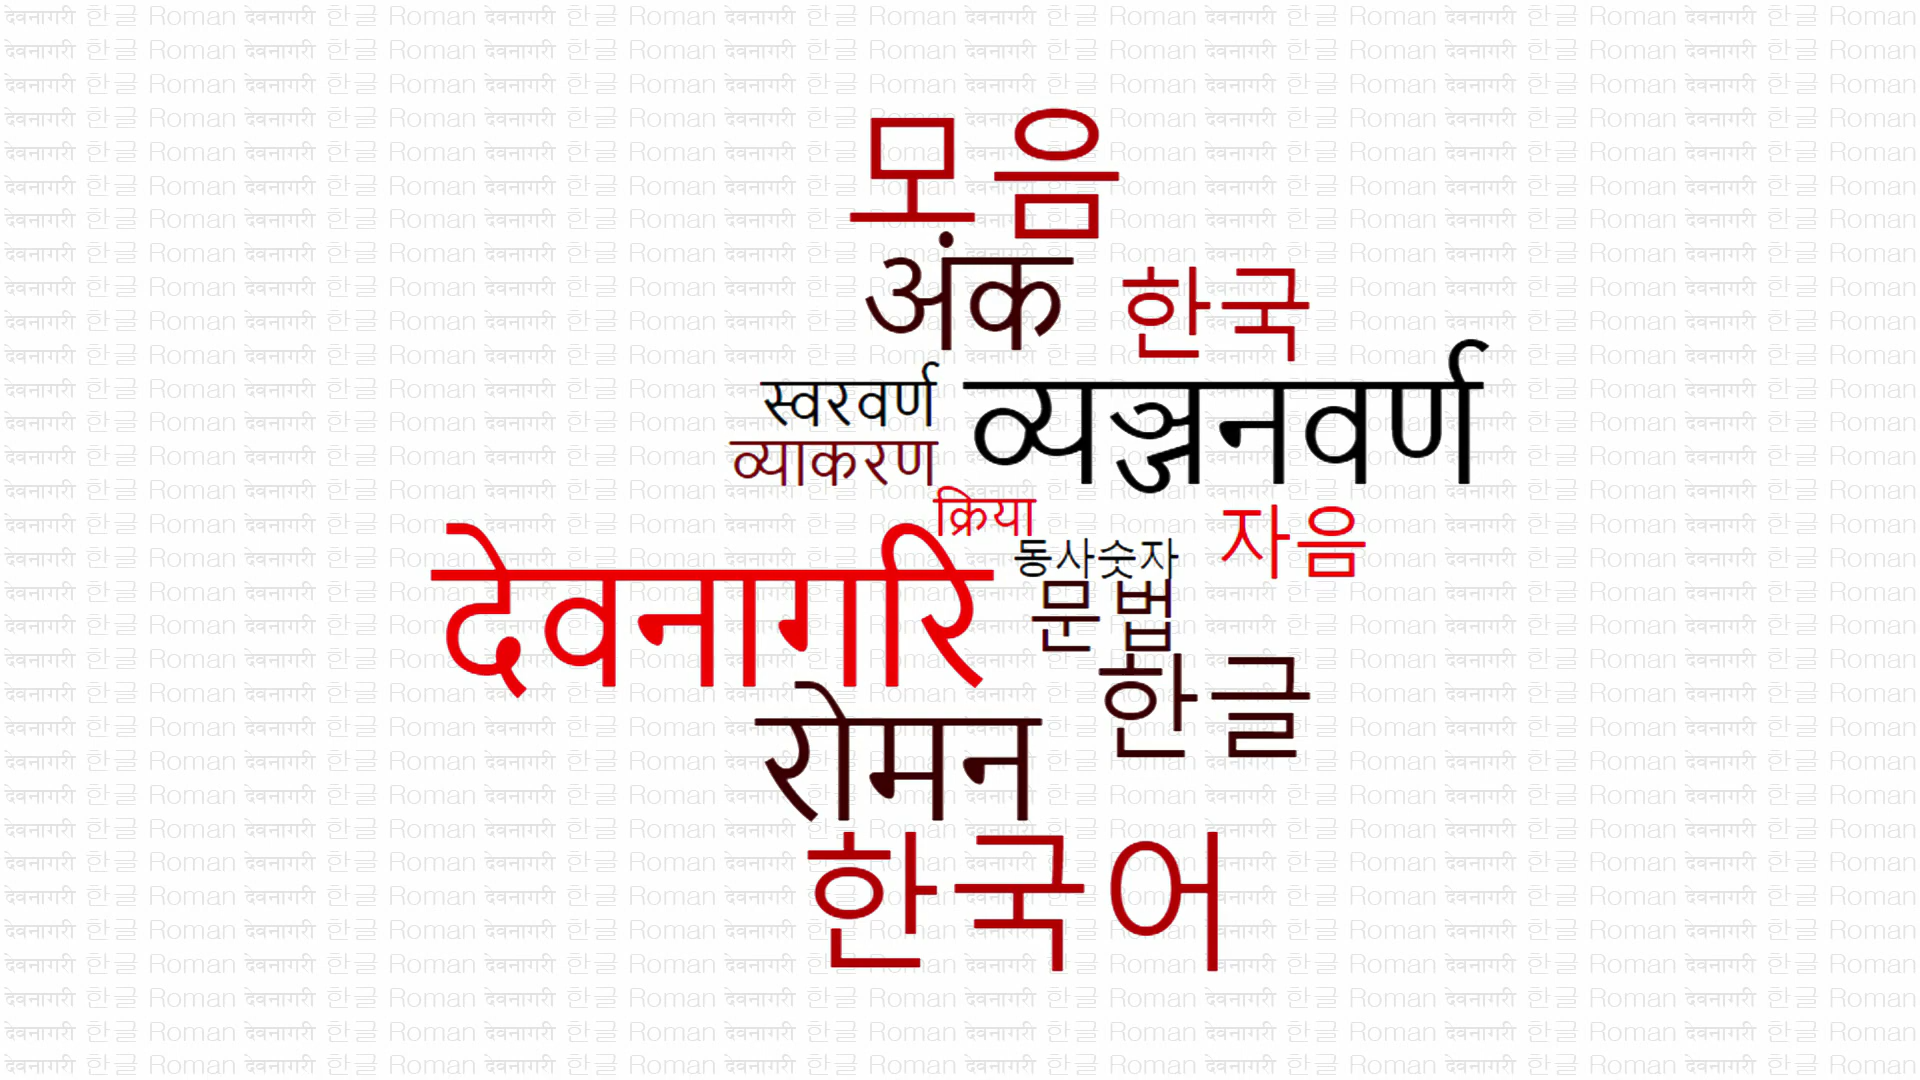 모음
अंक 한국
स्वरवर्ण व्यञ्जनवर्ण
व्याकरण
क्रिया 자음
동사숫자
देवनागरि 문법
한글
रोमन
한국어
देवनागरी 한글 Roman देवनागरी 한글 Roman देवनागरी 한글 Roman देवनागरी 한글 Roman देवनागरी 한글 Roman देवनागरी 한글 Roman देवनागरी 한글 Roman देवनागरी 한글 Roman